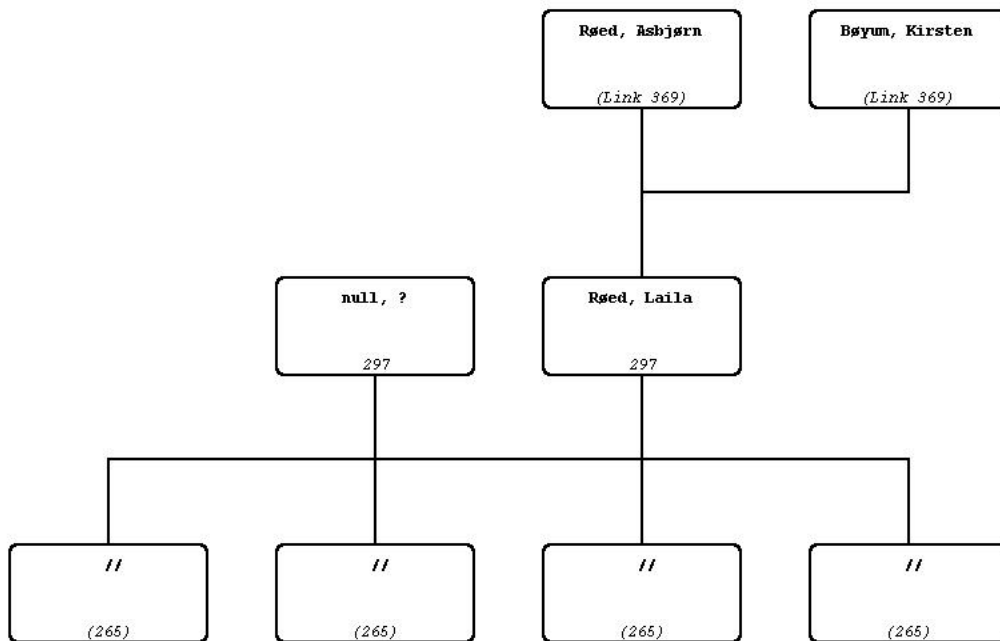 Røed, Asbjørn
Bøyum, Kirsten
(Link 369)
(Link 369)
null, ?
Røed, Laila
297
297
//
//
//
//
(265)
(265)
(265)
(265)